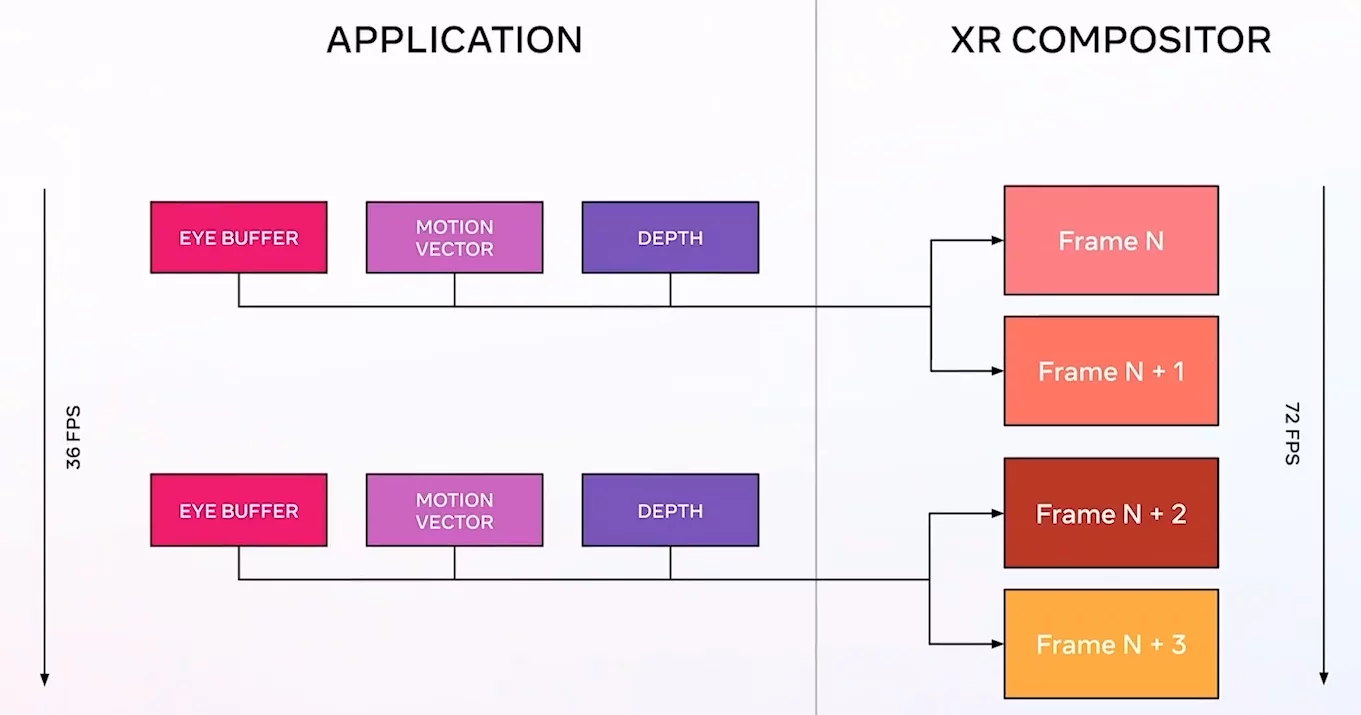 APPLICATION
XR COMPOSITOR
EYE BUFFER
MOTION
VECTOR
DEPTH
Frame N
Frame N + 1
36 FPS
72 FPS
EYE BUFFER
MOTION
VECTOR
DEPTH
Frame N + 2
Frame N + 3